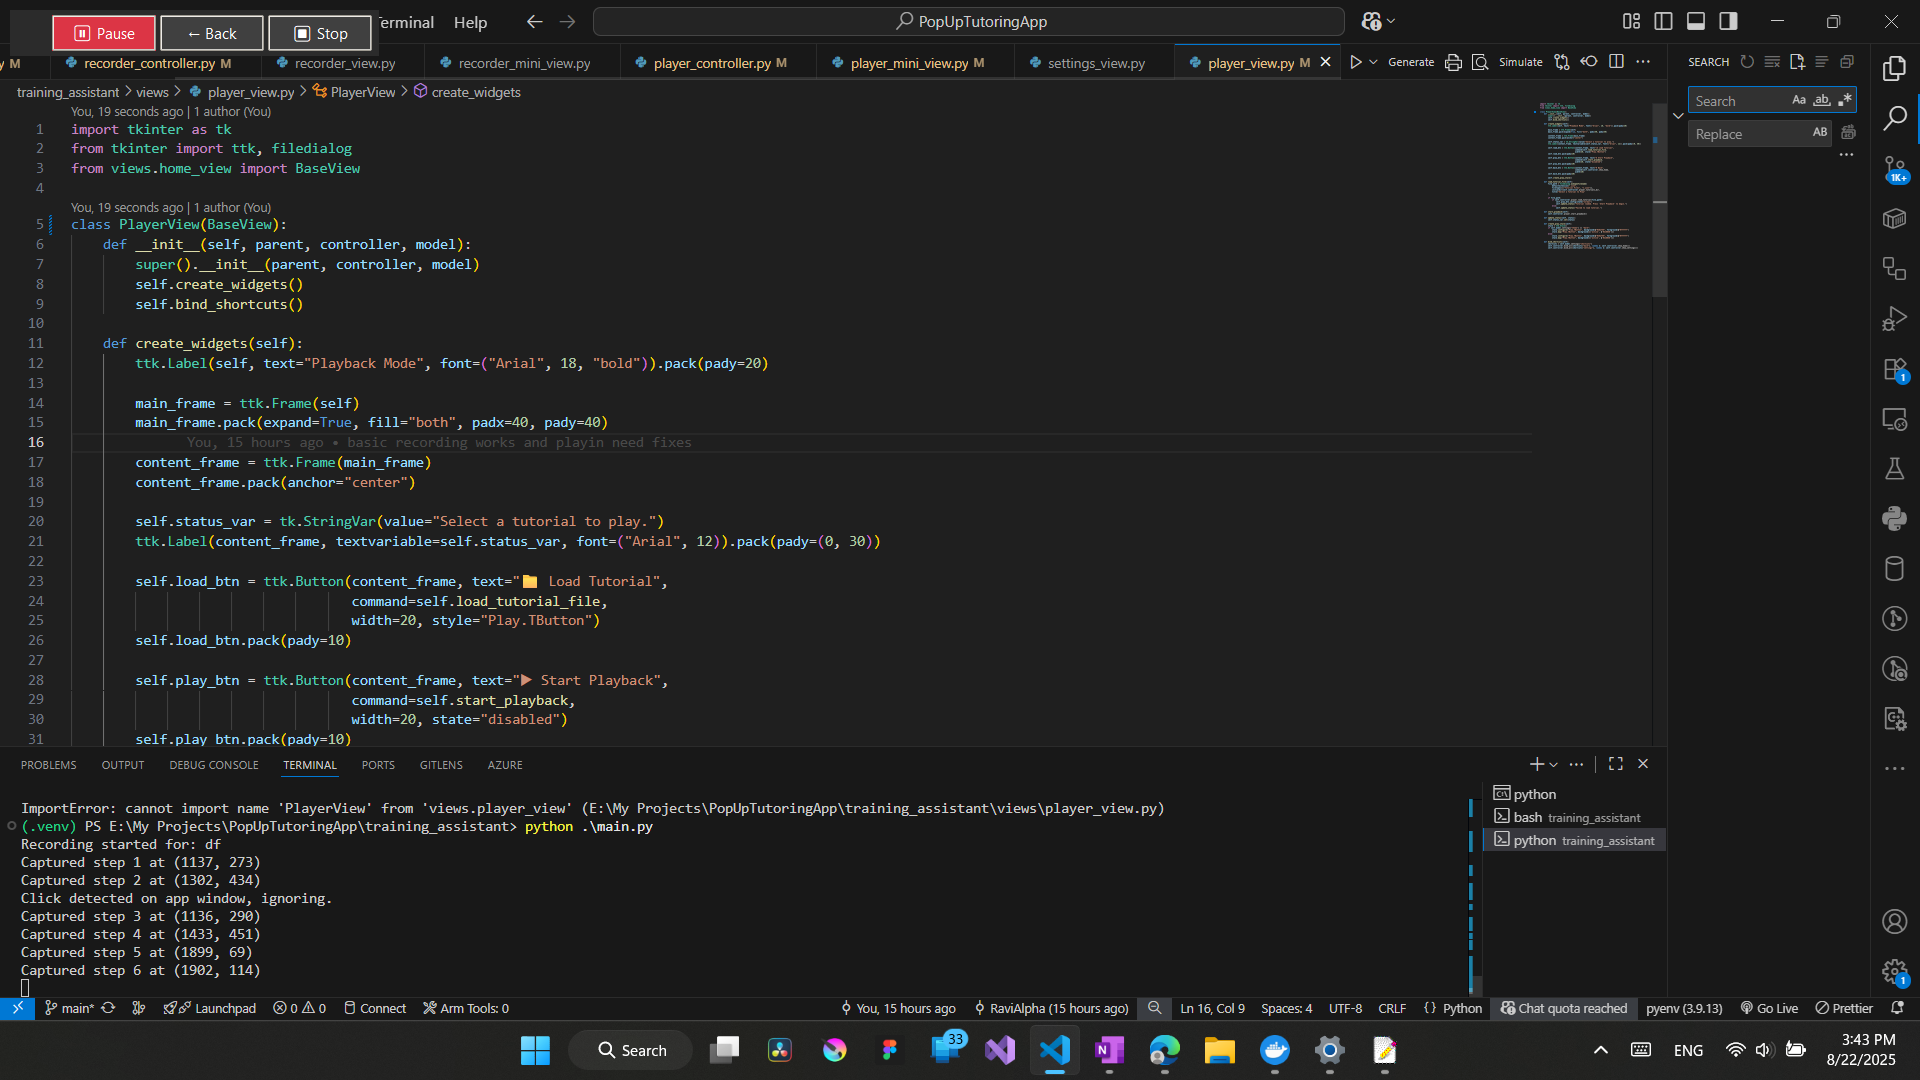 Pause
← Back
Stop
Terminal
Help
PopUpTutoringApp
y M
recorder_controller.py M
recorder_view.py
recorder_mini_view.py
player_controller.py M
player_mini_view.py M
settings_view.py
player_view.py M
Generate
Simulate
SEARCH
training_assistant > views > player_view.py > PlayerView > create_widgets
Search
Aa
ab
Replace
AB
You, 19 seconds ago | 1 author (You)
1 import tkinter as tk
2 from tkinter import ttk, filedialog
3 from views.home_view import BaseView
4
You, 19 seconds ago | 1 author (You)
5 class PlayerView(BaseView):
6 def __init__(self, parent, controller, model):
7 super().__init__(parent, controller, model)
8 self.create_widgets()
9 self.bind_shortcuts()
10
11 def create_widgets(self):
12 ttk.Label(self, text="Playback Mode", font=("Arial", 18, "bold")).pack(pady=20)
13
14 main_frame = ttk.Frame(self)
15 main_frame.pack(expand=True, fill="both", padx=40, pady=40)
16 You, 15 hours ago • basic recording works and playin need fixes
17 content_frame = ttk.Frame(main_frame)
18 content_frame.pack(anchor="center")
19
20 self.status_var = tk.StringVar(value="Select a tutorial to play.")
21 ttk.Label(content_frame, textvariable=self.status_var, font=("Arial", 12)).pack(pady=(0, 30))
22
23 self.load_btn = ttk.Button(content_frame, text="📁 Load Tutorial",
24 command=self.load_tutorial_file,
25 width=20, style="Play.TButton")
26 self.load_btn.pack(pady=10)
27
28 self.play_btn = ttk.Button(content_frame, text="▶ Start Playback",
29 command=self.start_playback,
30 width=20, state="disabled")
31 self.play_btn.pack(pady=10)
1K+
1
PROBLEMS
OUTPUT
DEBUG CONSOLE
TERMINAL
PORTS
GITLENS
AZURE
ImportError: cannot import name 'PlayerView' from 'views.player_view' (E:\My Projects\PopUpTutoringApp\training_assistant\views\player_view.py)
(.venv) PS E:\My Projects\PopUpTutoringApp\training_assistant> python .\main.py
Recording started for: df
Captured step 1 at (1137, 273)
Captured step 2 at (1302, 434)
Click detected on app window, ignoring.
Captured step 3 at (1136, 290)
Captured step 4 at (1433, 451)
Captured step 5 at (1899, 69)
Captured step 6 at (1902, 114)
python
bash training_assistant
python training_assistant
1
main*
Launchpad
0 0
Connect
Arm Tools: 0
You, 15 hours ago
RaviAlpha (15 hours ago)
Ln 16, Col 9
Spaces: 4
UTF-8
CRLF
{ } Python
Chat quota reached
pyenv (3.9.13)
Go Live
Prettier
Search
33
ENG
3:43 PM
8/22/2025